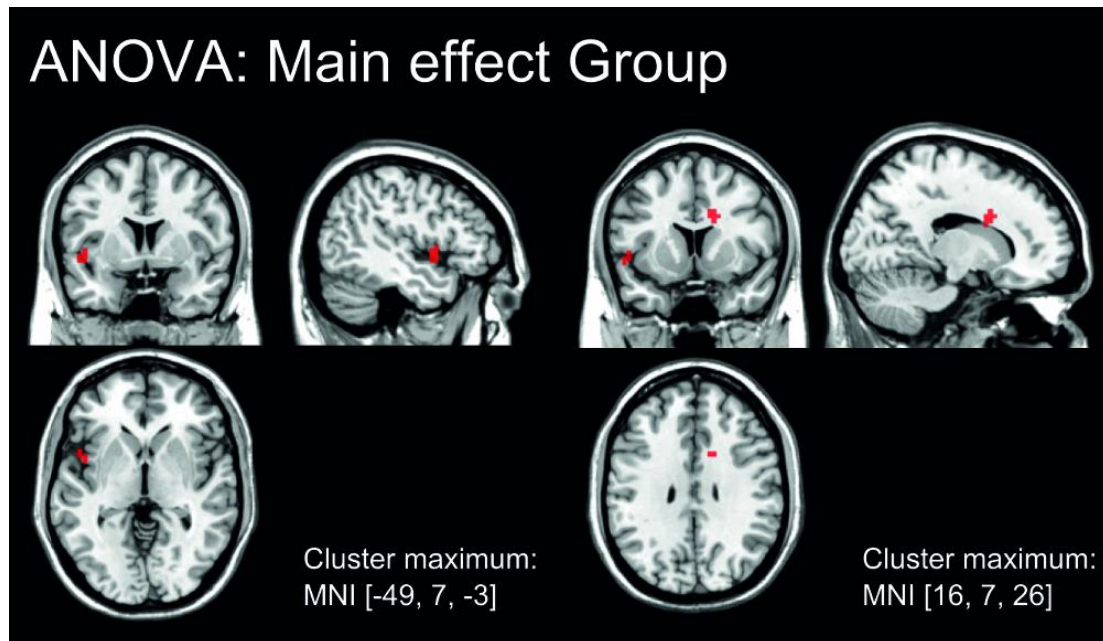 ANOVA: Main effect Group
Cluster maximum:
MNI [-49, 7, -3]
Cluster maximum:
MNI [16, 7, 26]